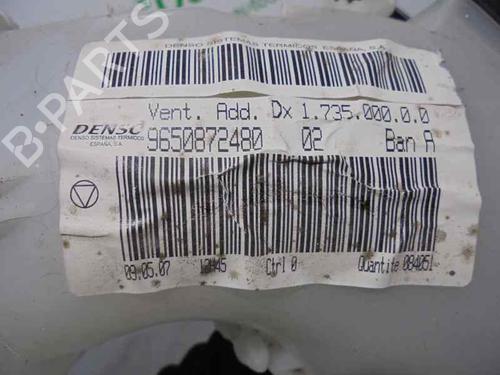 DENSO SISTEMAS TERMICOS ESPAÑA, S.A.
Vent. Add. Dx 1.735.000.0.0
DENSO 9650872480 02 Ban A
DENSO SISTEMAS TERMICOS
ESPAÑA, S.A.
09.05.07 12H45 Ctrl 0 Quantite 084051
B-PARTS